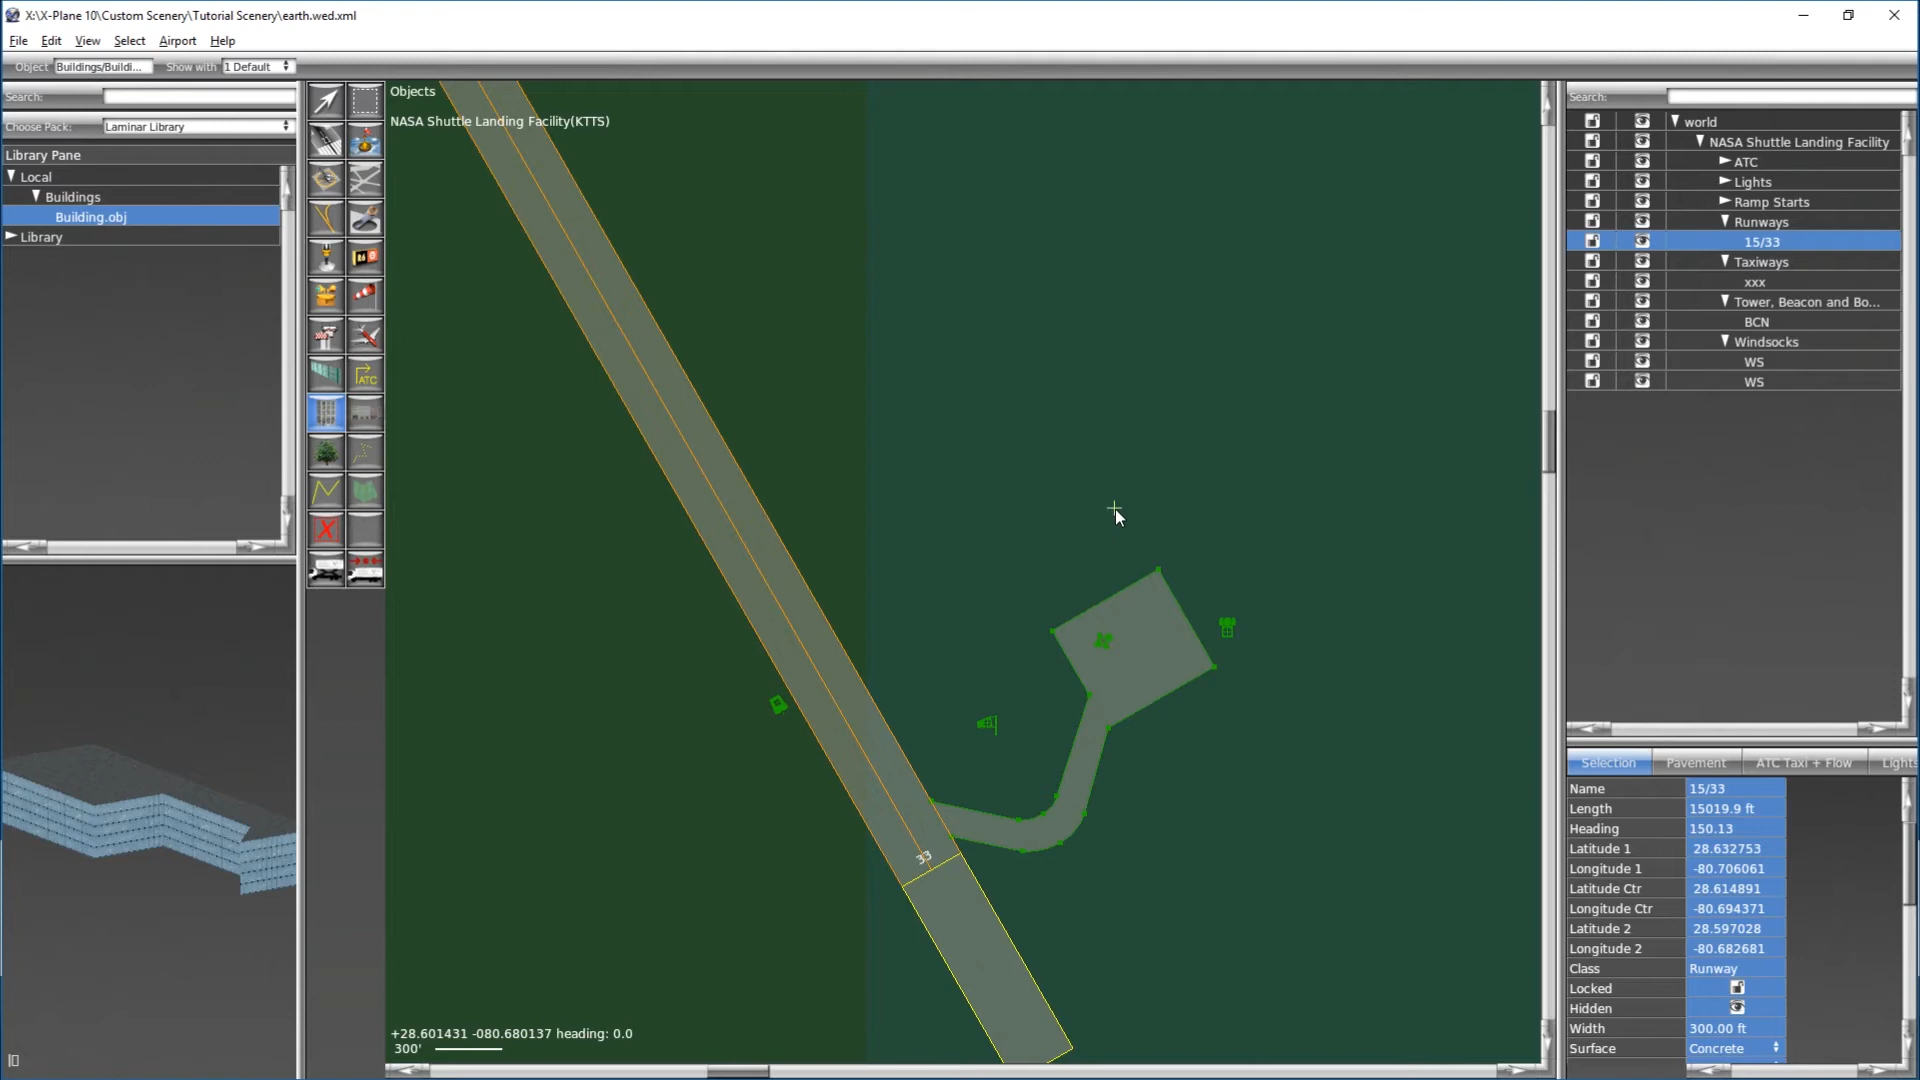 X:\X-Plane 10\Custom Scenery\Tutorial Scenery\earth.wed.xml
File Edit View Select Airport Help
Object Buildings/Buildi... Show with 1 Default
Search:
Choose Pack: Laminar Library
Library Pane
Local
Buildings
Building.obj
Library
ATC
Objects
NASA Shuttle Landing Facility(KTTS)
33
+28.601431 -080.680137 heading: 0.0
300'
Search:
world
NASA Shuttle Landing Facility
ATC
Lights
Ramp Starts
Runways
15/33
Taxiways
xxx
Tower, Beacon and Bo...
BCN
Windsocks
WS
WS
Selection Pavement ATC Taxi + Flow Lights
Name 15/33
Length 15019.9 ft
Heading 150.13
Latitude 1 28.632753
Longitude 1 -80.706061
Latitude Ctr 28.614891
Longitude Ctr -80.694371
Latitude 2 28.597028
Longitude 2 -80.682681
Class Runway
Locked
Hidden
Width 300.00 ft
Surface Concrete